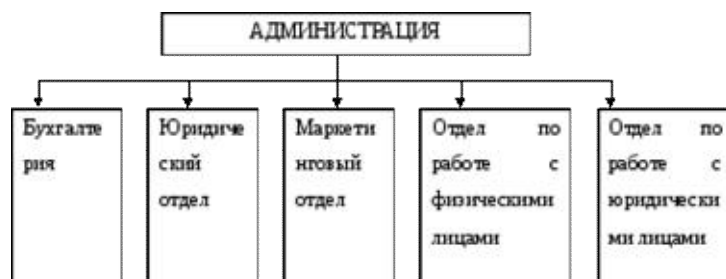 АДМИНИСТРАЦИЯ
Бухгалте
рия
Юридиче
ский
отдел
Маркети
нговый
отдел
Отдел по
работе с
физическими
лицами
Отдел по
работе с
юридически
ми лицами